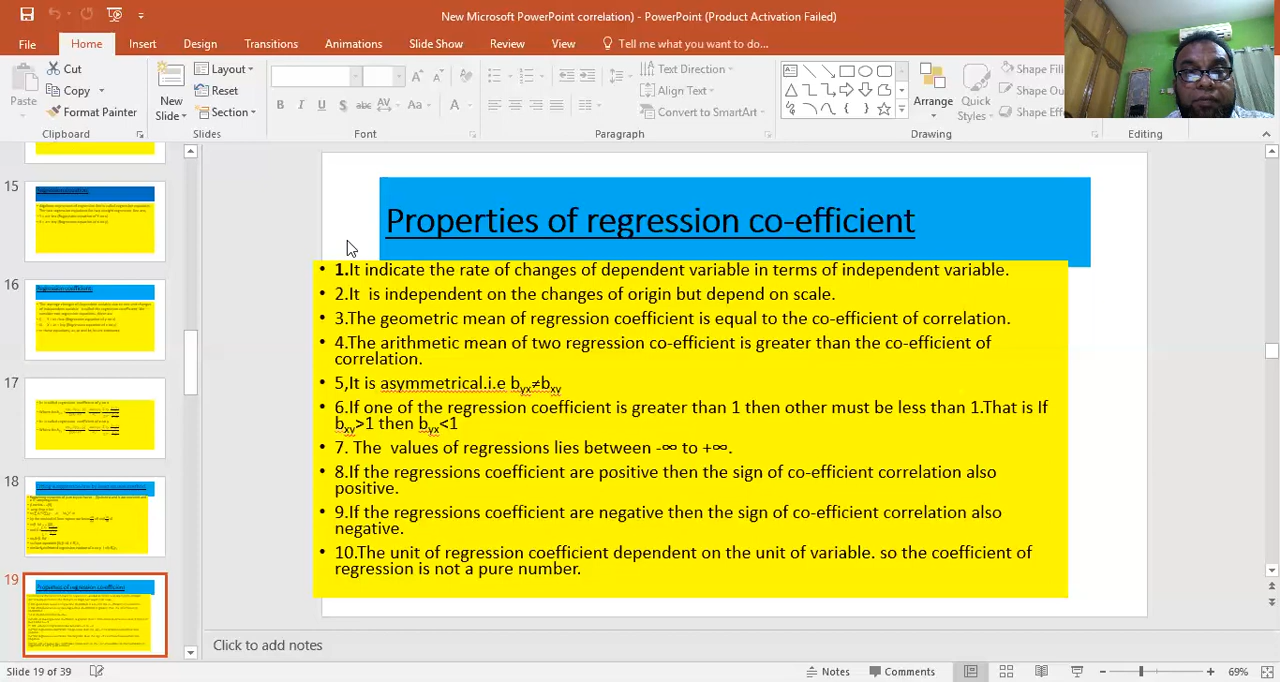 New Microsoft PowerPoint correlation) - PowerPoint (Product Activation Failed)
File Home Insert Design Transitions Animations Slide Show Review View Tell me what you want to do...
Paste
Cut
Copy
Format Painter
Clipboard
New Slide
Layout
Reset
Section
Slides
B I U S abc AV Aa A
Font
Text Direction
Align Text
Convert to SmartArt
Paragraph
Arrange
Quick Styles
Shape Fill
Shape Ou
Shape Eff
Drawing
Editing
15
16
17
18
19
Properties of regression co-efficient
• 1.It indicate the rate of changes of dependent variable in terms of independent variable.
• 2.It is independent on the changes of origin but depend on scale.
• 3.The geometric mean of regression coefficient is equal to the co-efficient of correlation.
• 4.The arithmetic mean of two regression co-efficient is greater than the co-efficient of
correlation.
• 5,It is asymmetrical.i.e byx≠bxy
• 6.If one of the regression coefficient is greater than 1 then other must be less than 1.That is If
bxy>1 then byx<1
• 7. The values of regressions lies between -∞ to +∞.
• 8.If the regressions coefficient are positive then the sign of co-efficient correlation also
positive.
• 9.If the regressions coefficient are negative then the sign of co-efficient correlation also
negative.
• 10.The unit of regression coefficient dependent on the unit of variable. so the coefficient of
regression is not a pure number.
Click to add notes
Slide 19 of 39
Notes Comments 69%